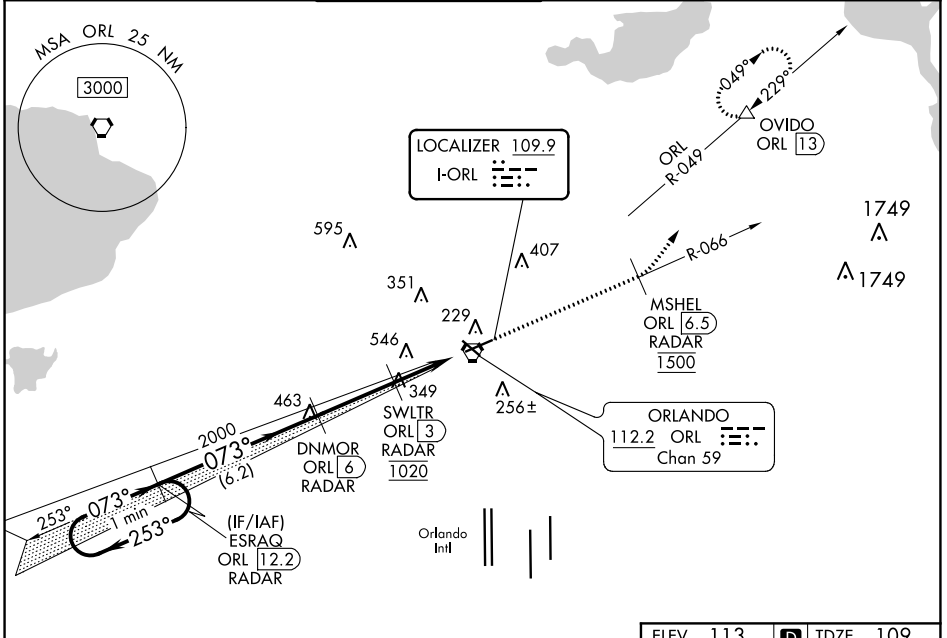 MSA ORL 25 NM
3000
LOCALIZER 109.9
I-ORL
049°
229°
OVIDO
ORL 13
ORL
R-049
595
407
1749
1749
351
R-066
229
MSHEL
ORL 6.5
RADAR
1500
546
349
463
256±
SWLTR
ORL 3
RADAR
1020
ORLANDO
112.2 ORL
Chan 59
2000
073°
(6.2)
DNMOR
ORL 6
RADAR
253°
073°
1 min
253°
(IF/IAF)
ESRAQ
ORL 12.2
RADAR
Orlando
Intl
ELEV 113 D TDZE 109